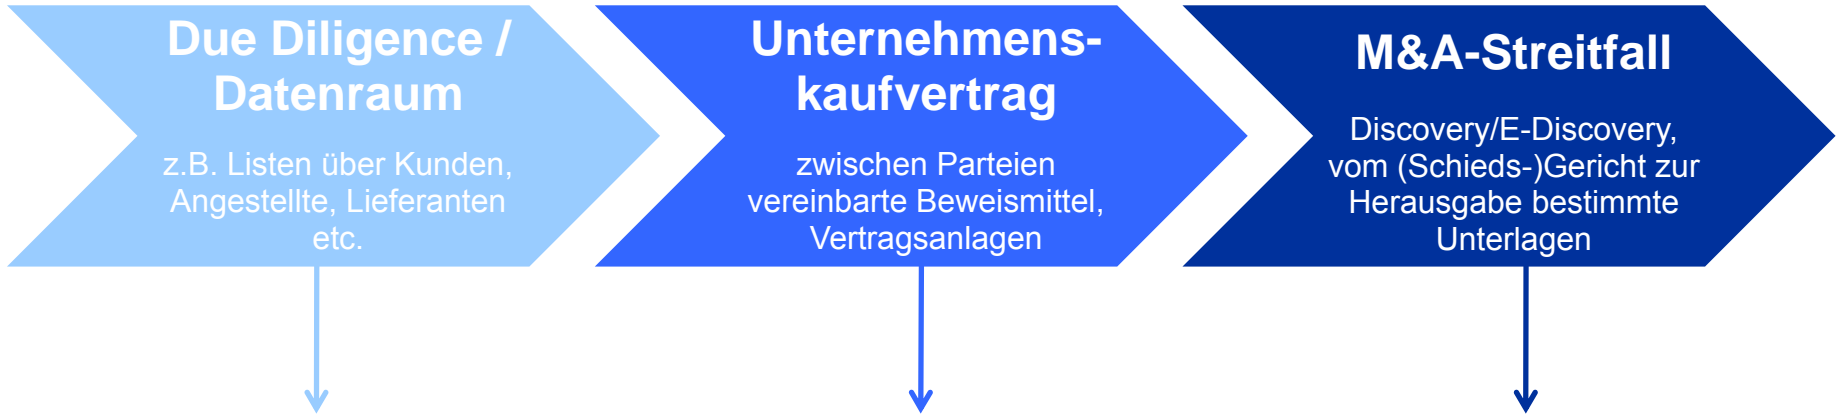 Due Diligence /
Datenraum
z.B. Listen über Kunden,
Angestellte, Lieferanten
etc.
Unternehmens-
kaufvertrag
zwischen Parteien
vereinbarte Beweismittel,
Vertragsanlagen
M&A-Streitfall
Discovery/E-Discovery,
vom (Schieds-)Gericht zur
Herausgabe bestimmte
Unterlagen